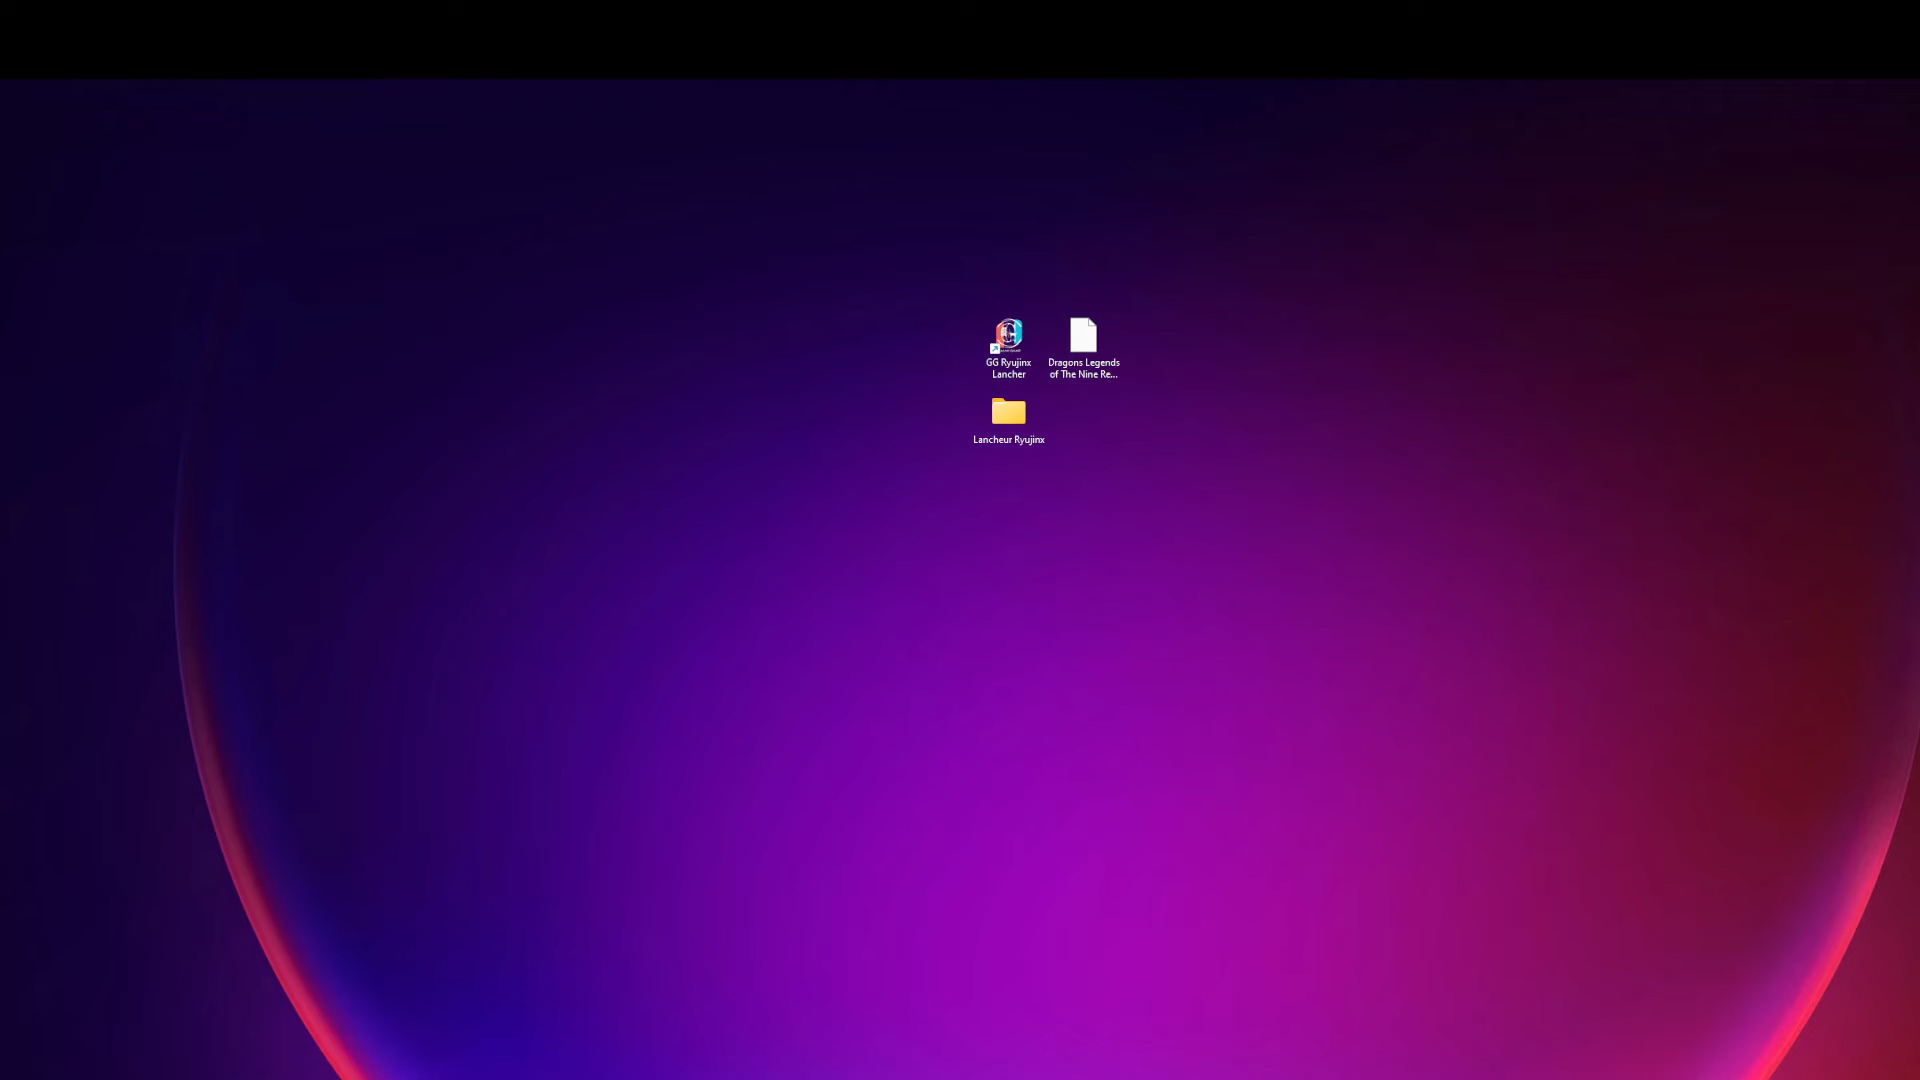 GG Ryujinx
Lancher
Dragons Legends
of The Nine Re...
Lancheur Ryujinx